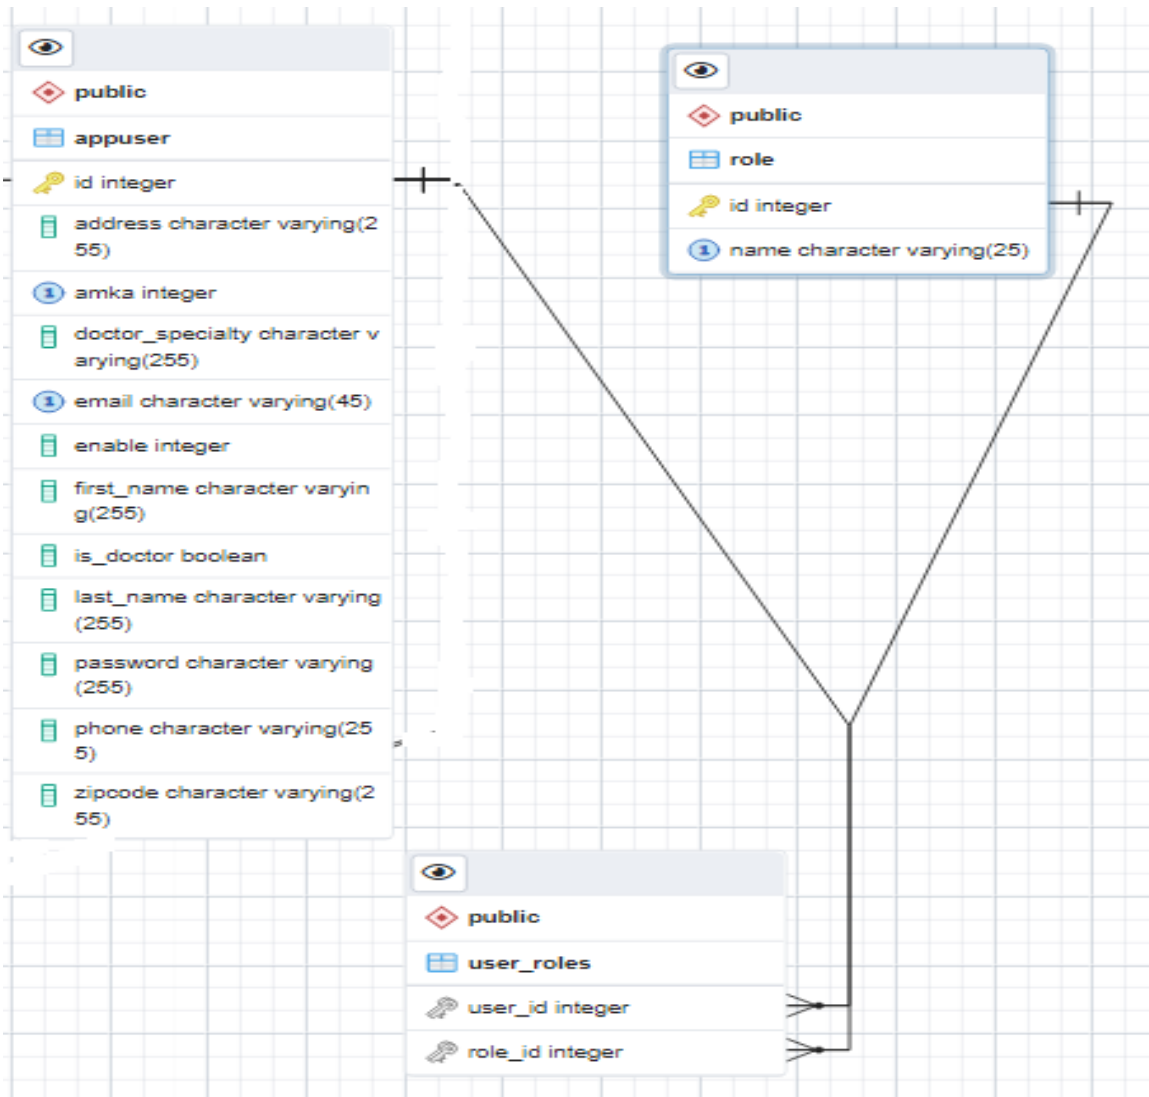 public
appuser
id integer
address character varying(2
55)
amka integer
doctor_specialty character v
arying(255)
email character varying(45)
enable integer
first_name character varyin
g(255)
is_doctor boolean
last_name character varying
(255)
password character varying
(255)
phone character varying(25
5)
zipcode character varying(2
55)
public
role
id integer
name character varying(25)
public
user_roles
user_id integer
role_id integer